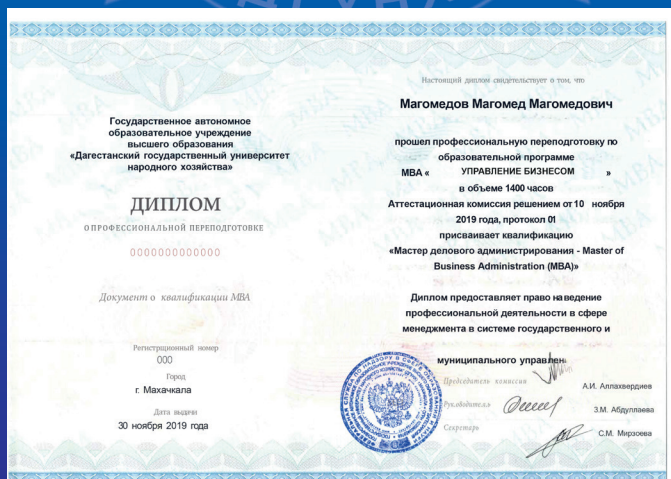 Государственное автономное
образовательное учреждение
высшего образования
«Дагестанский государственный университет
народного хозяйства»
ДИПЛОМ
О ПРОФЕССИОНАЛЬНОЙ ПЕРЕПОДГОТОВКЕ
0000000000000
Документ о квалификации МВА
Регистрционный номер
000
Город
г. Махачкала
Дата выдачи
30 ноября 2019 года
Настоящий диплом свидетельствует о том, что
Магомедов Магомед Магомедович
прошел профессиональную переподготовку по
образовательной программе
МВА « УПРАВЛЕНИЕ БИЗНЕСОМ »
в объеме 1400 часов
Аттестационная комиссия решением от 10 ноября
2019 года, протокол 01
присваивает квалификацию
«Мастер делового администрирования - Master of
Business Administration (MBA)»
Диплом предоставляет право на ведение
профессиональной деятельности в сфере
менеджмента в системе государственного и
муниципального управлен
Председатель комиссии
А.И. Аллахвердиев
Руководитель
З.М. Абдуллаева
Секретарь
С.М. Мирзоева